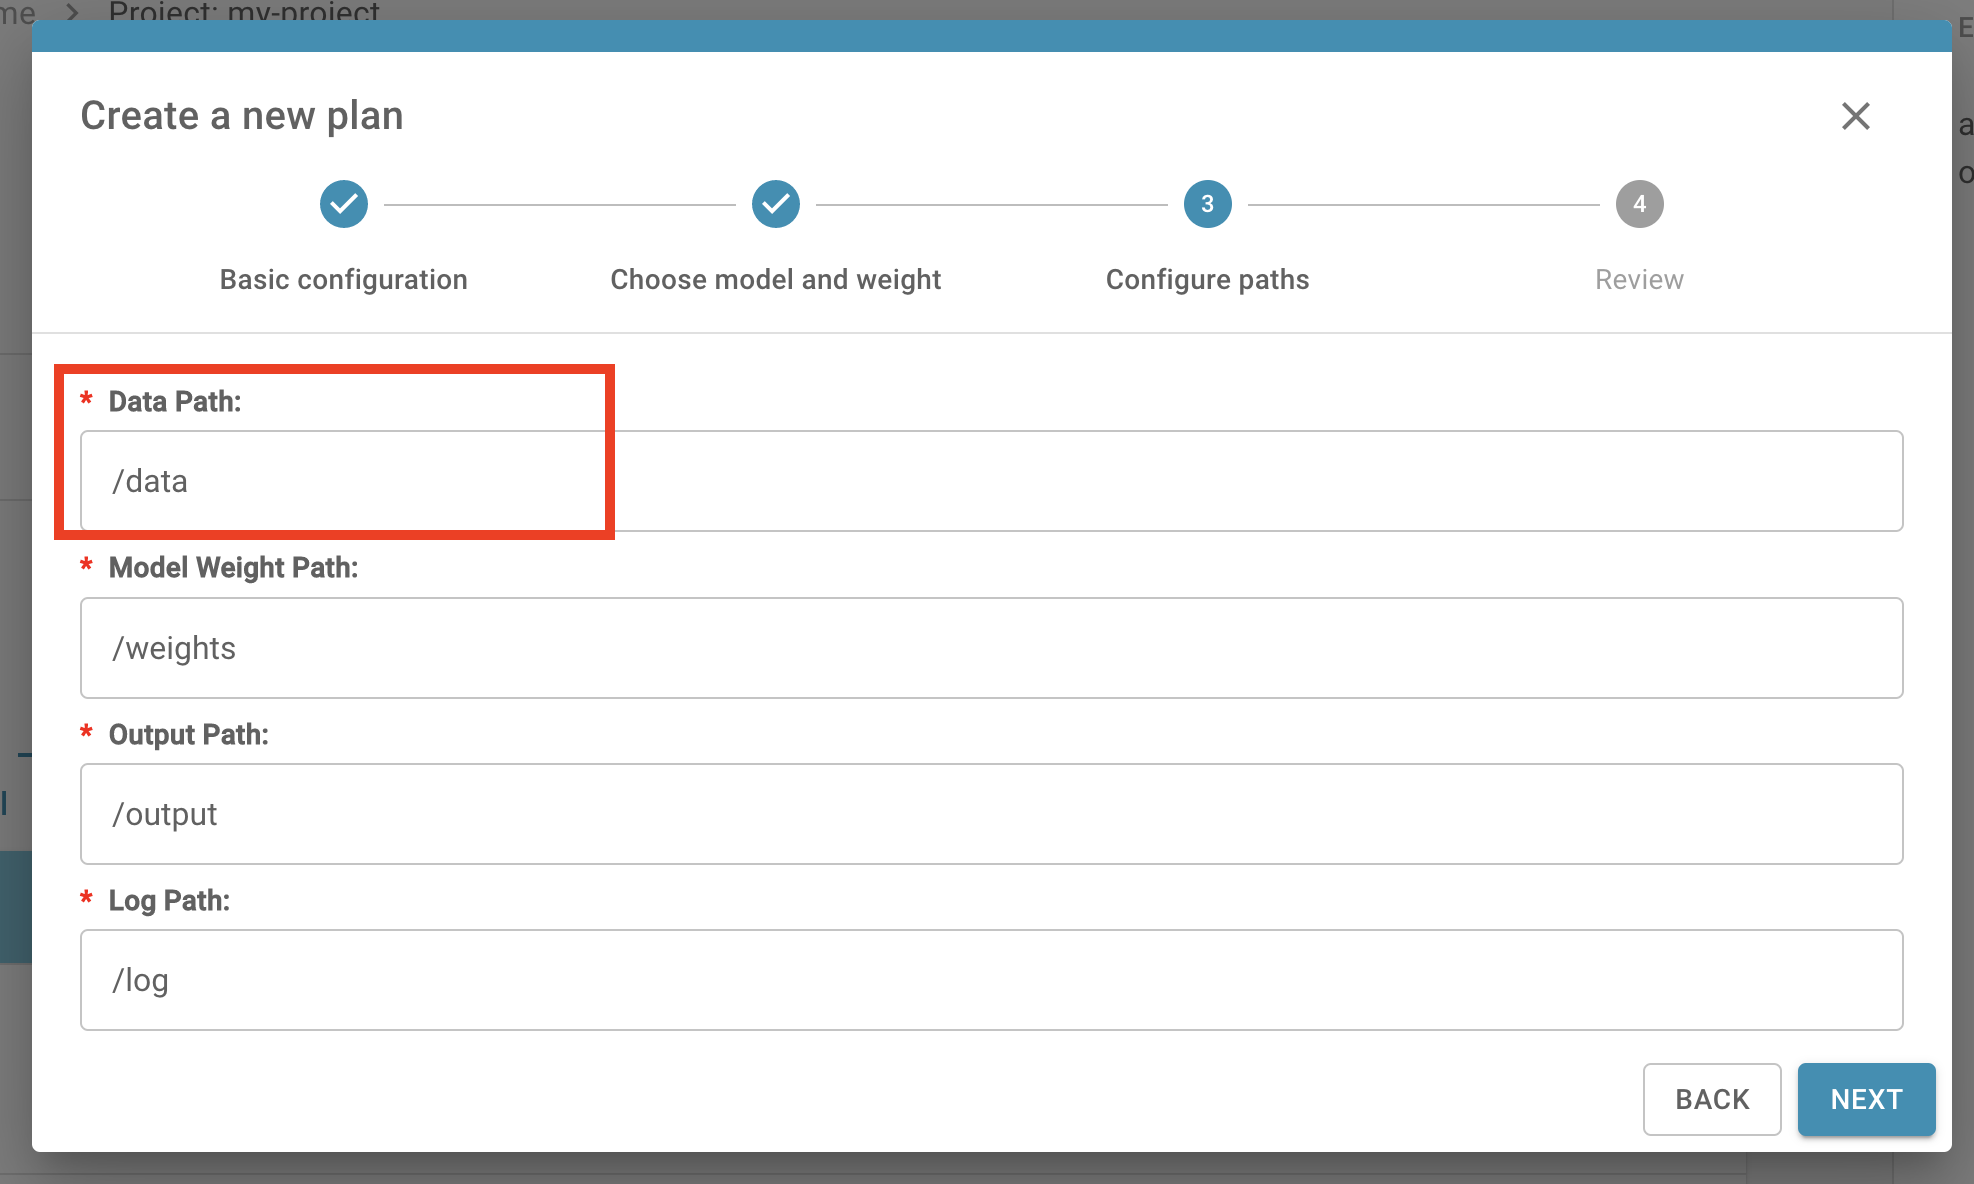 me > Project: my-project
E
a
o
Create a new plan
3
4
Basic configuration
Choose model and weight
Configure paths
Review
* Data Path:
/data
* Model Weight Path:
/weights
* Output Path:
/output
* Log Path:
/log
BACK
NEXT